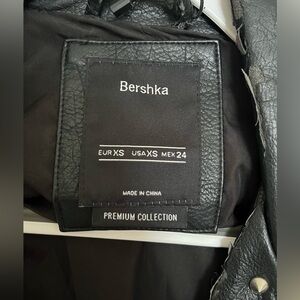 Bershka
EUR XS USA XS MEX 24
MADE IN CHINA
PREMIUM COLLECTION